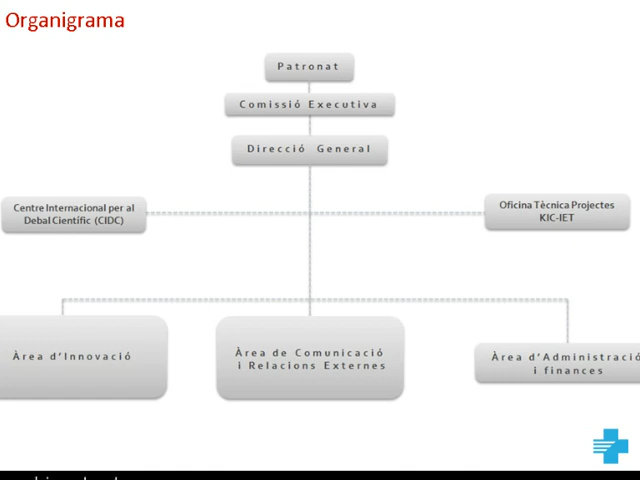 Organigrama
Patronat
Comissió Executiva
Direcció General
Centre Internacional per al
Debal Científic (CIDC)
Oficina Tècnica Projectes
KIC-IET
Àrea d'Innovació
Àrea de Comunicació
i Relacions Externes
Àrea d'Administració
i finances